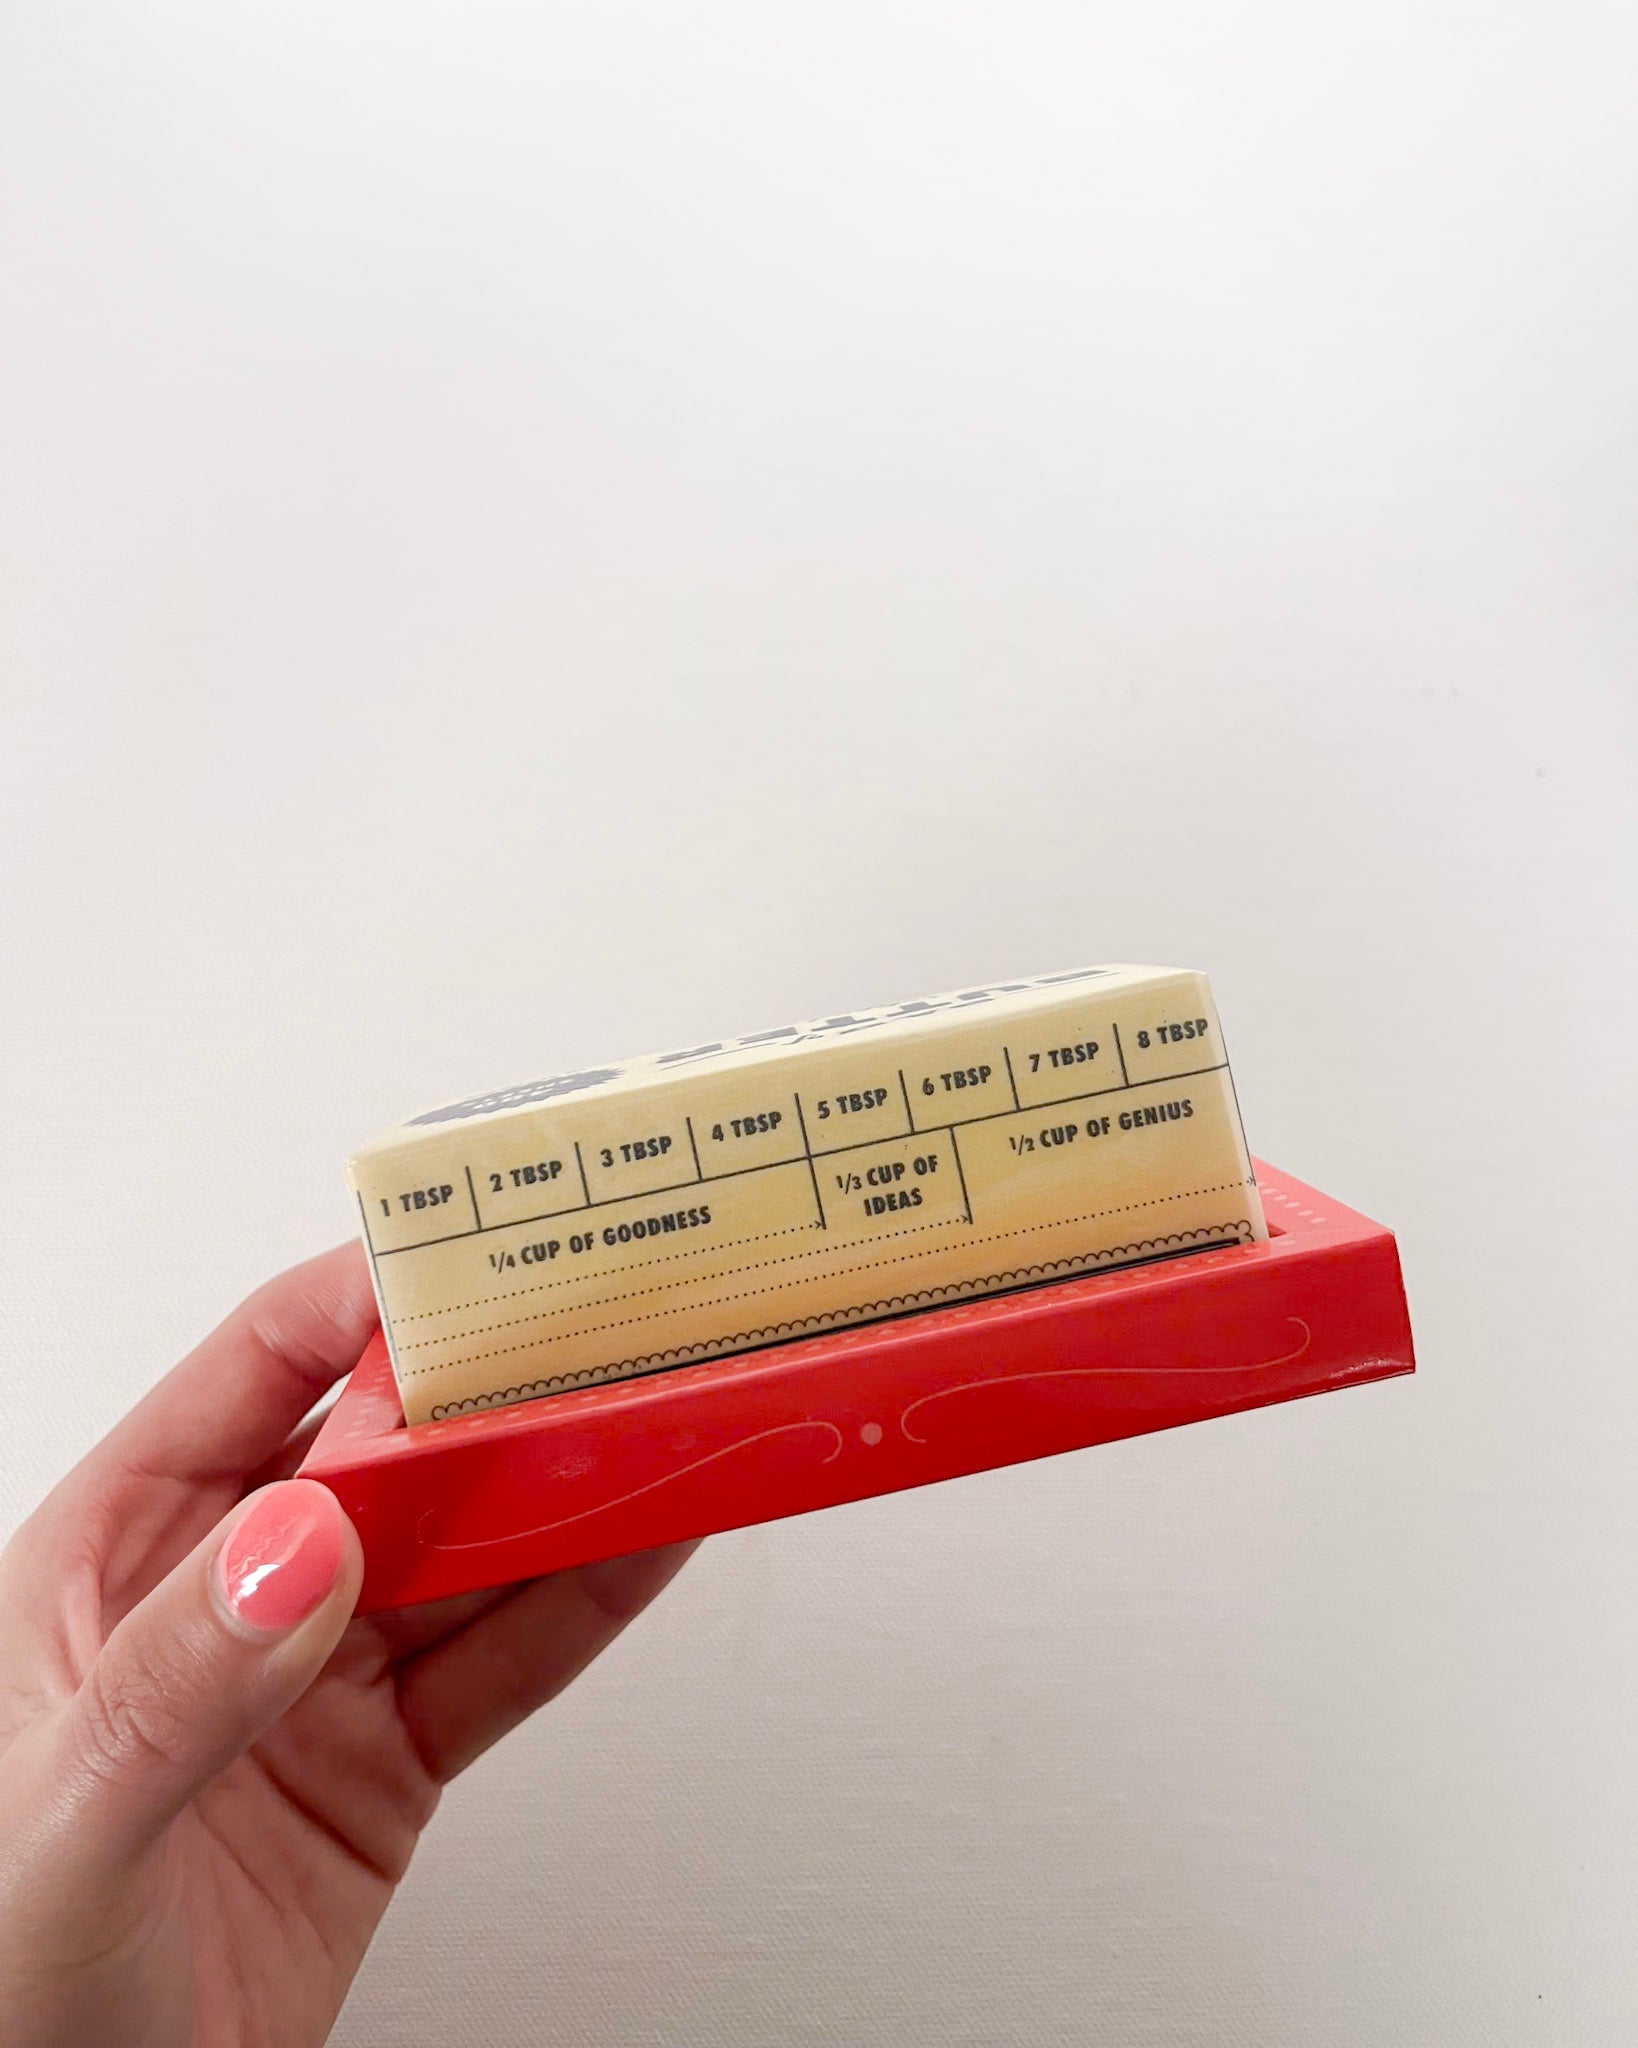 BUTTER
1 TBSP
2 TBSP
3 TBSP
4 TBSP
5 TBSP
6 TBSP
7 TBSP
8 TBSP
1/4 CUP OF GOODNESS
1/3 CUP OF
IDEAS
1/2 CUP OF GENIUS